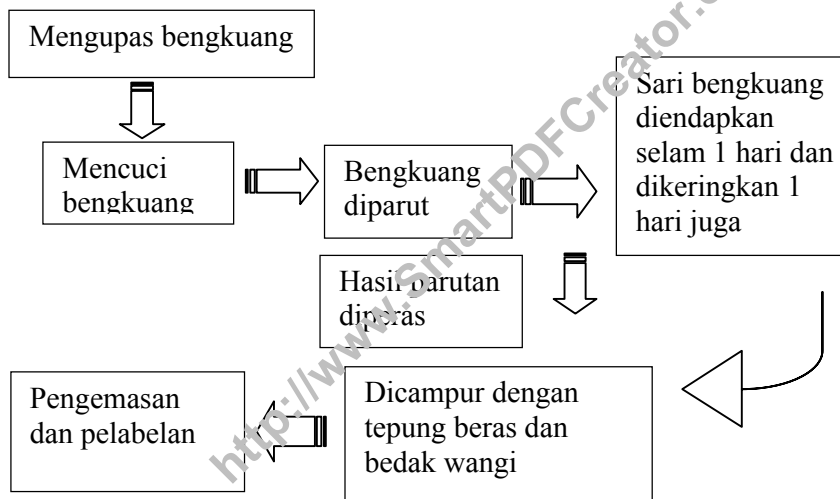 Mengupas bengkuang
Mencuci
bengkuang
Bengkuang
diparut
Sari bengkuang
diendapkan
selam 1 hari dan
dikeringkan 1
hari juga
Hasil parutan
diperas
Dicampur dengan
tepung beras dan
bedak wangi
Pengemasan
dan pelabelan
http://www.SmartPDFCreator.c